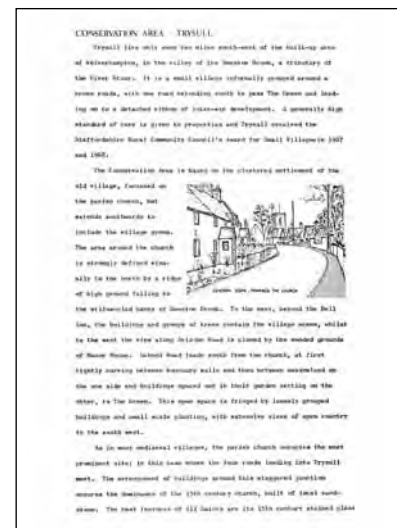 CONSERVATION AREA - TRYSULL
Trysull lies only some two miles south-west of the built-up area
of Wolverhampton, in the valley of the Smestow Brook, a tributary of
the River Stour. It is a small village informally grouped around a
cross roads, with one road extending south to pass The Green and lead-
ing on to a detached ribbon of inter-war development. A generally high
standard of care is given to properties and Trysull received the
Staffordshire Rural Community Council's award for Small Villages in 1967
and 1968.
The Conservation Area is based on the clustered settlement of the
old village, focussed on
the parish church, but
extends southwards to
include the village green.
The area around the church
is strongly defined visu-
ally to the north by a ridge
of high ground falling to
the embanked of Smestow Brook. To the east, beyond the Bell
Inn, the buildings and groups of trees contain the village scene, whilst
to the west the view along Seisdon Road is closed by the wooded grounds
of Manor House. School Road leads south from the church, at first
tightly curving between boundary walls and then between on
the one side and buildings spaced out in their garden setting on the
other, to The Green. This open space is fringed by loosely grouped
buildings and small scale planting, with extensive views of open country
to the south west.
As in most mediaeval villages, the parish church occupies the most
prominent site; in this case where the four roads leading into Trysull
meet. The arrangement of buildings around this staggered junction
ensures the dominance of the 13th century church, built of local sand-
stone. The best features of All Saints are its 15th century stained glass